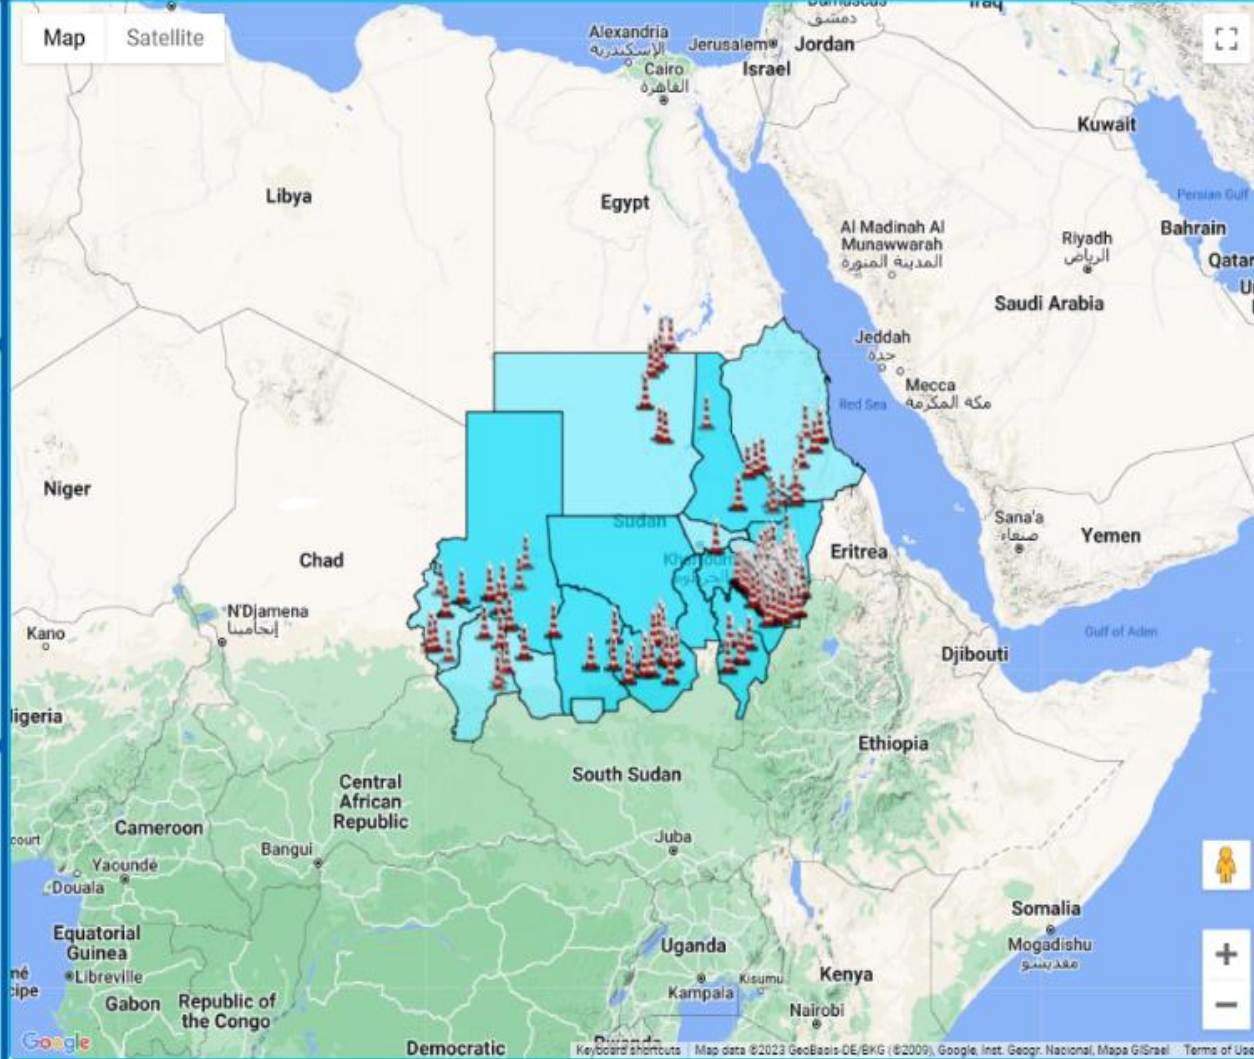 Map
Satellite
Alexandria
الإسكندرية
Cairo
القاهرة
Jerusalem
دمشق
Jordan
Israel
Iraq
Kuwait
Persian Gulf
Libya
Egypt
Al Madinah Al
Munawwarah
المدينة المنورة
Riyadh
الرياض
Bahrain
Qatar
Saudi Arabia
Jeddah
جدة
Mecca
مكة المكرمة
Red Sea
Niger
Sudan
Chad
Sana'a
صنعاء
Yemen
Eritrea
N'Djamena
إنجامينا
Kano
Gulf of Aden
Djibouti
Ethiopia
South Sudan
Central
African
Republic
Cameroon
Bangui
Juba
Yaoundé
Douala
Somalia
Mogadishu
مقديشو
Equatorial
Guinea
Libreville
Uganda
Kisumu
Kenya
Kampala
Gabon
Republic of
the Congo
Nairobi
Google
Democratic
Keyboard shortcuts
Map data ©2023 GeoBasis-DE/BKG (©2009), Google, Inst. Geogr. Nacional, Mapa GISrael
Terms of Use